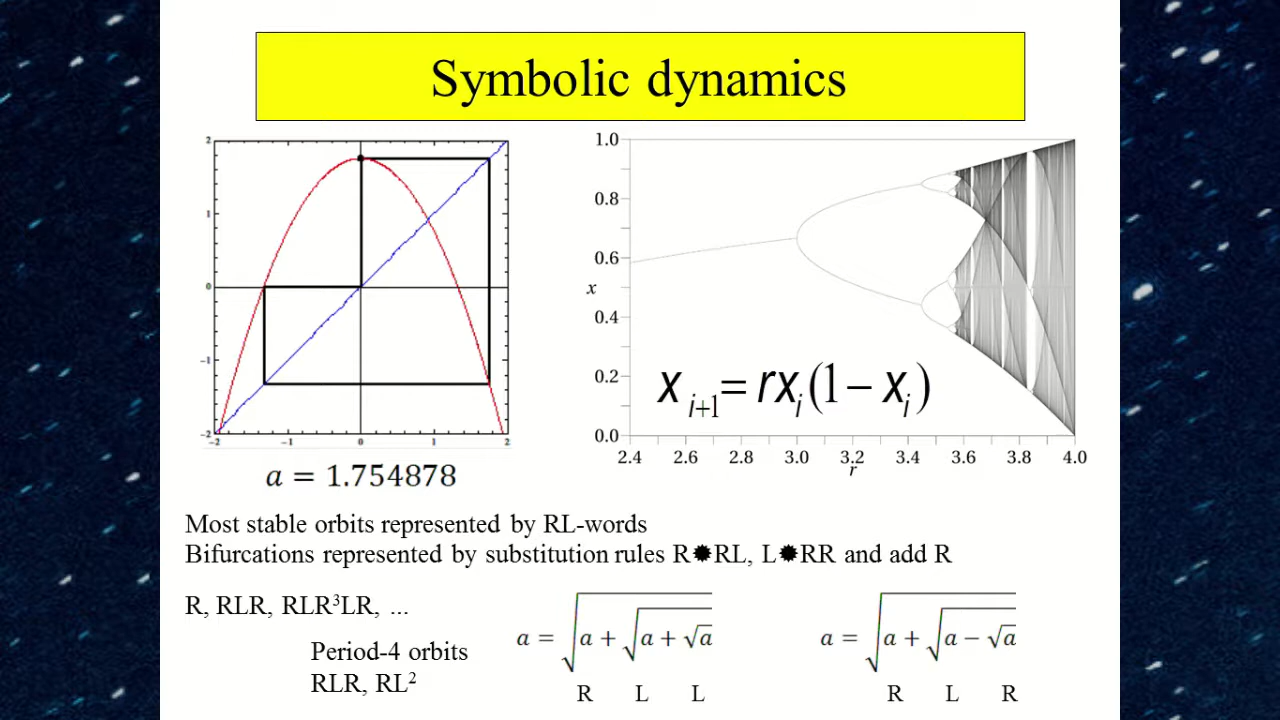 Symbolic dynamics
2
1
0
-1
-2
-2
-1
0
1
2
a = 1.754878
1.0
0.8
0.6
x
0.4
0.2
0.0
2.4 2.6 2.8 3.0 3.2 3.4 3.6 3.8 4.0
r
x i+1 = rxi(1 − xi)
Most stable orbits represented by RL-words
Bifurcations represented by substitution rules R✹RL, L✹RR and add R
R, RLR, RLR³LR, ...
Period-4 orbits
RLR, RL²
a = √(a + √(a + √a))
R L L
a = √(a + √(a − √a))
R L R